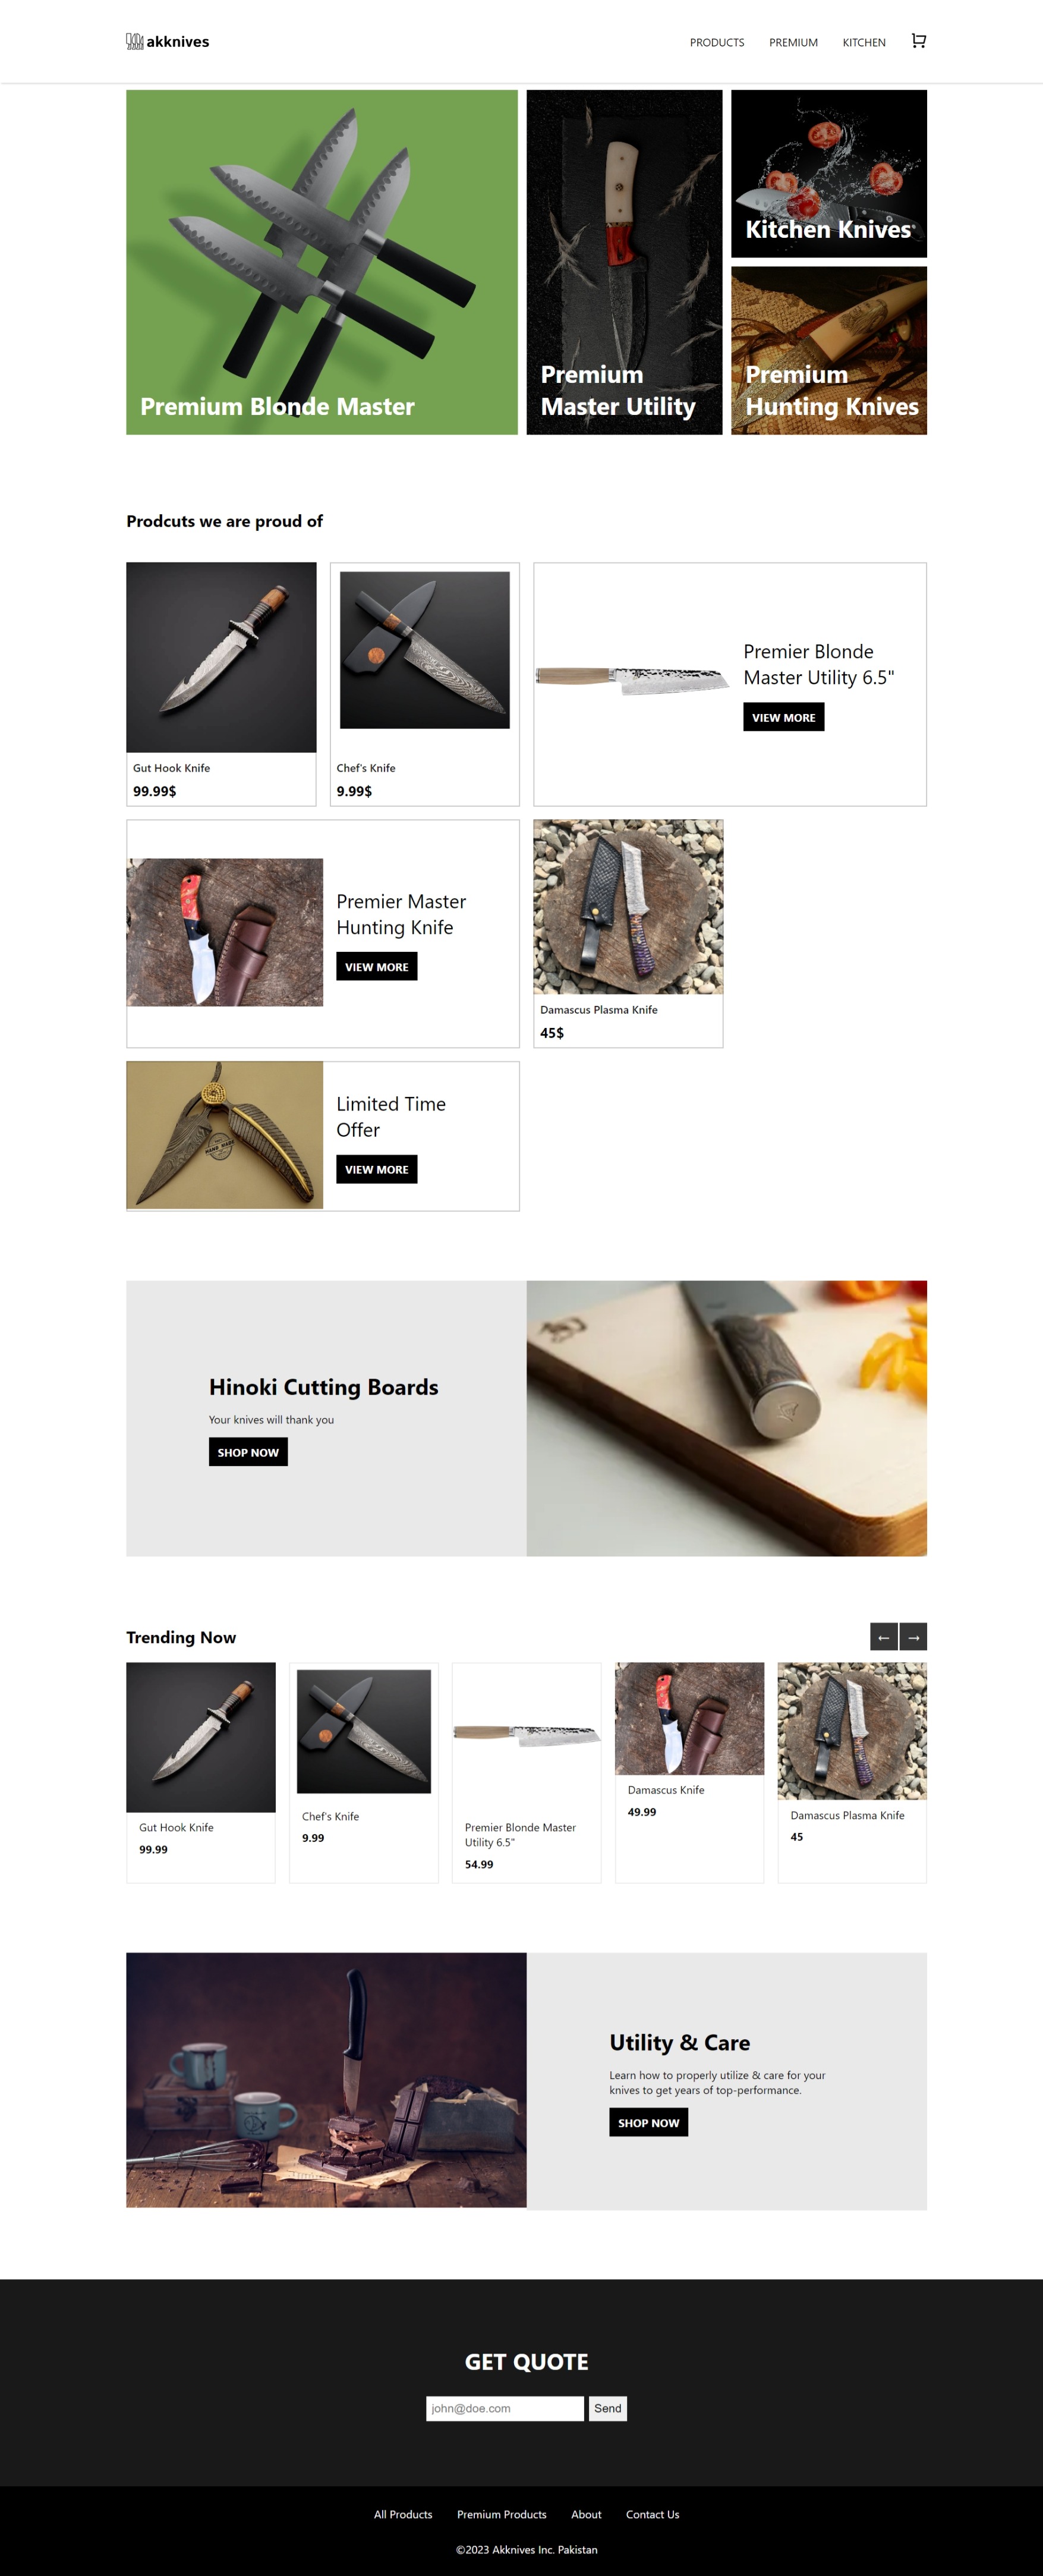 akknives
PRODUCTS
PREMIUM
KITCHEN
Premium Blonde Master
Premium
Master Utility
Kitchen Knives
Premium
Hunting Knives
Prodcuts we are proud of
Gut Hook Knife
99.99$
Chef's Knife
9.99$
Premier Blonde
Master Utility 6.5"
VIEW MORE
Premier Master
Hunting Knife
VIEW MORE
Damascus Plasma Knife
45$
HAND MADE
Limited Time
Offer
VIEW MORE
Hinoki Cutting Boards
Your knives will thank you
SHOP NOW
Trending Now
← →
Gut Hook Knife
99.99
Chef's Knife
9.99
Premier Blonde Master
Utility 6.5"
54.99
Damascus Knife
49.99
Damascus Plasma Knife
45
Utility & Care
Learn how to properly utilize & care for your
knives to get years of top-performance.
SHOP NOW
GET QUOTE
john@doe.com
Send
All Products
Premium Products
About
Contact Us
©2023 Akknives Inc. Pakistan